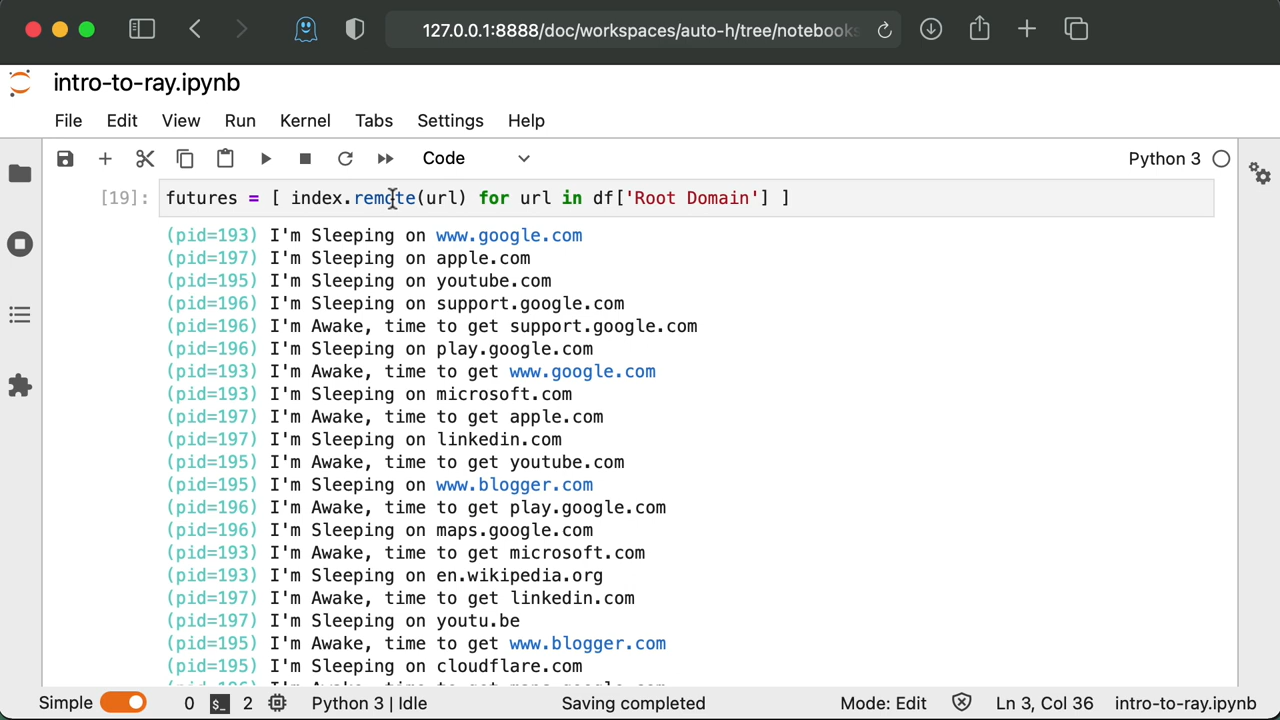 127.0.0.1:8888/doc/workspaces/auto-h/tree/notebooks
intro-to-ray.ipynb
File Edit View Run Kernel Tabs Settings Help
Code Python 3
[19]: futures = [ index.remote(url) for url in df['Root Domain'] ]
(pid=193) I'm Sleeping on www.google.com
(pid=197) I'm Sleeping on apple.com
(pid=195) I'm Sleeping on youtube.com
(pid=196) I'm Sleeping on support.google.com
(pid=196) I'm Awake, time to get support.google.com
(pid=196) I'm Sleeping on play.google.com
(pid=193) I'm Awake, time to get www.google.com
(pid=193) I'm Sleeping on microsoft.com
(pid=197) I'm Awake, time to get apple.com
(pid=197) I'm Sleeping on linkedin.com
(pid=195) I'm Awake, time to get youtube.com
(pid=195) I'm Sleeping on www.blogger.com
(pid=196) I'm Awake, time to get play.google.com
(pid=196) I'm Sleeping on maps.google.com
(pid=193) I'm Awake, time to get microsoft.com
(pid=193) I'm Sleeping on en.wikipedia.org
(pid=197) I'm Awake, time to get linkedin.com
(pid=197) I'm Sleeping on youtu.be
(pid=195) I'm Awake, time to get www.blogger.com
(pid=195) I'm Sleeping on cloudflare.com
Simple 0 2 Python 3 | Idle Saving completed Mode: Edit Ln 3, Col 36 intro-to-ray.ipynb